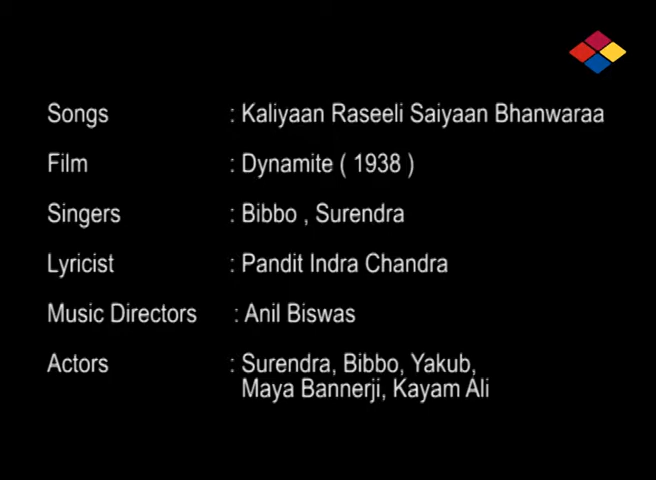 Songs : Kaliyaan Raseeli Saiyaan Bhanwaraa
Film : Dynamite ( 1938 )
Singers : Bibbo , Surendra
Lyricist : Pandit Indra Chandra
Music Directors : Anil Biswas
Actors : Surendra, Bibbo, Yakub,
Maya Bannerji, Kayam Ali